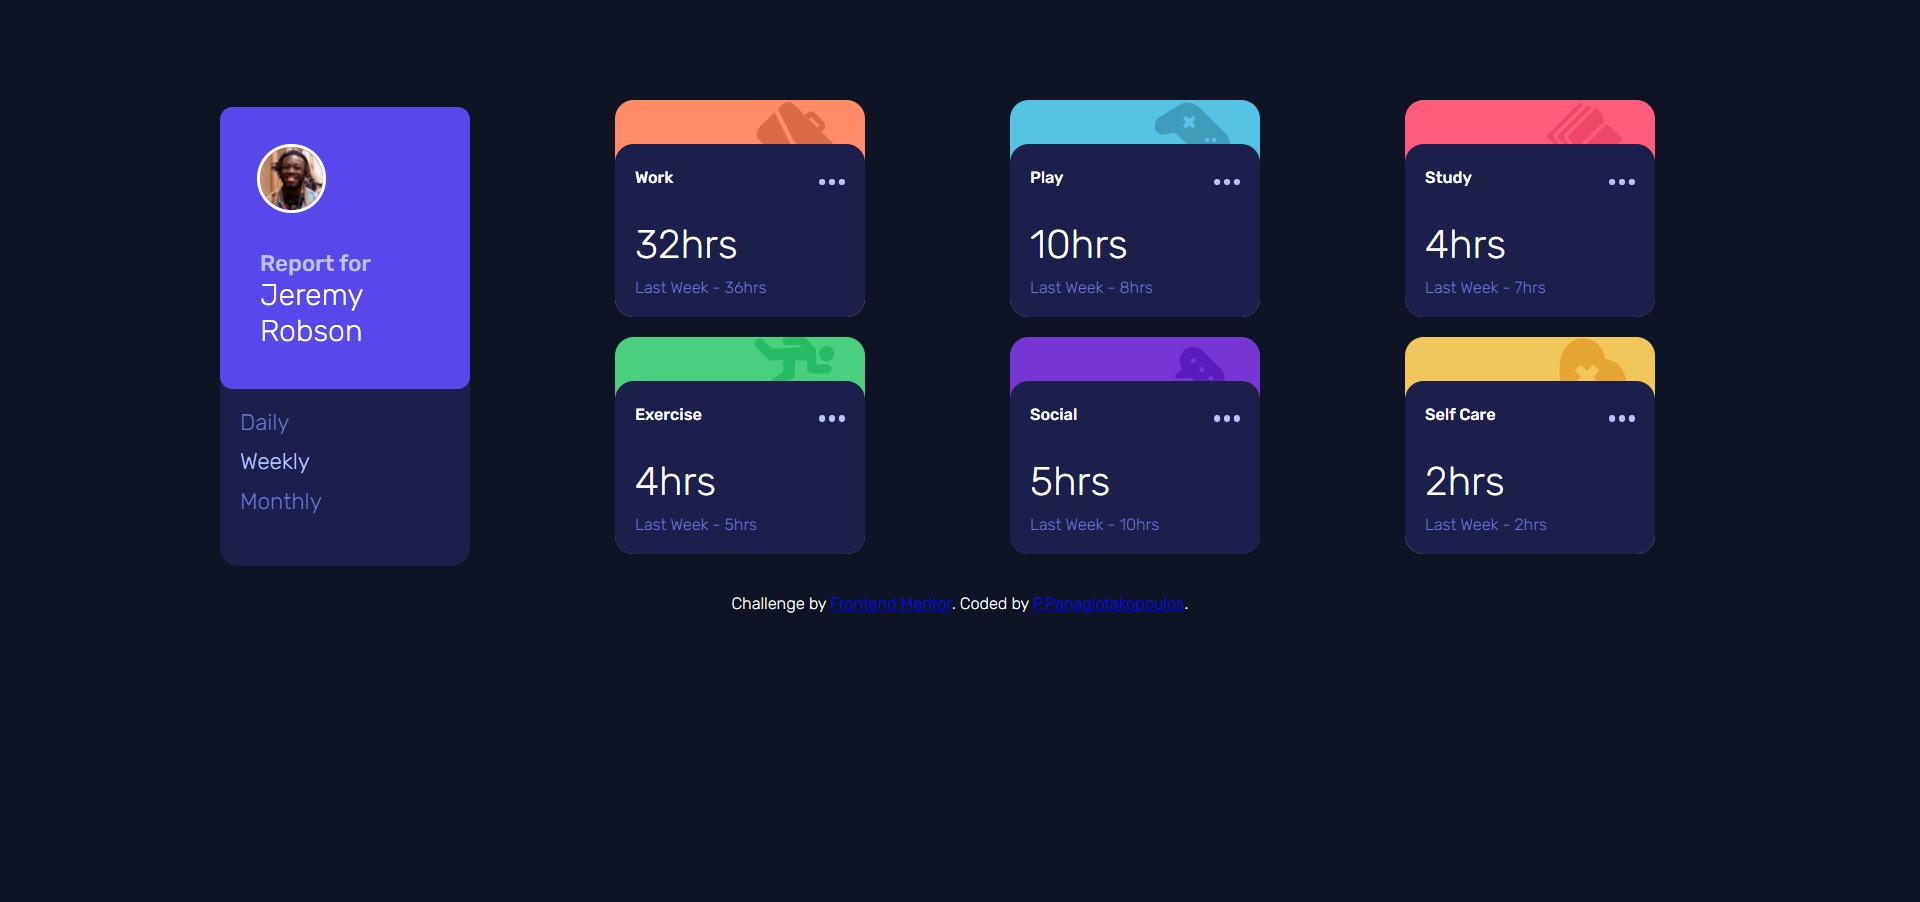 Report for
Jeremy
Robson
Daily
Weekly
Monthly
Work
32hrs
Last Week - 36hrs
Play
10hrs
Last Week - 8hrs
Study
4hrs
Last Week - 7hrs
Exercise
4hrs
Last Week - 5hrs
Social
5hrs
Last Week - 10hrs
Self Care
2hrs
Last Week - 2hrs
Challenge by Frontend Mentor. Coded by P.Panagiotakopoulos.